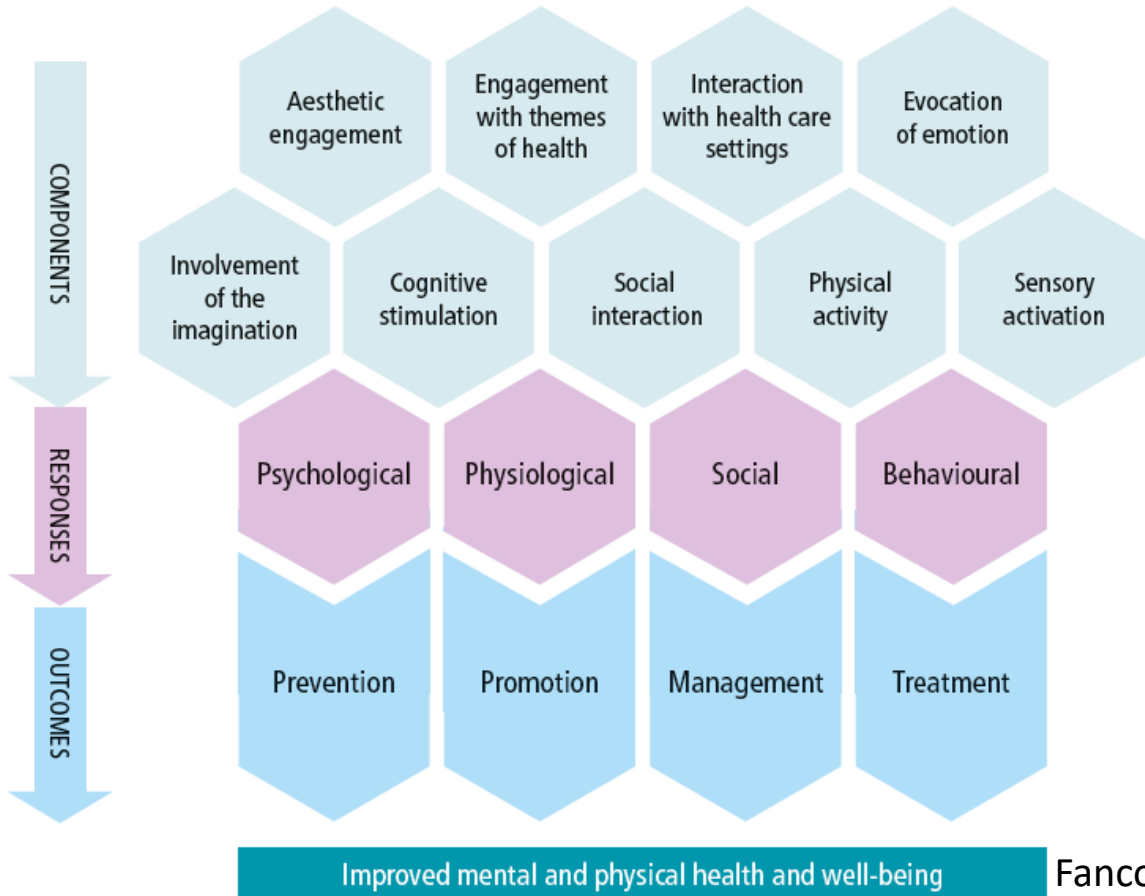 Aesthetic
engagement
Engagement
with themes
of health
Interaction
with health care
settings
Evocation
of emotion
COMPONENTS
Involvement
of the
imagination
Cognitive
stimulation
Social
interaction
Physical
activity
Sensory
activation
RESPONSES
Psychological
Physiological
Social
Behavioural
OUTCOMES
Prevention
Promotion
Management
Treatment
Improved mental and physical health and well-being